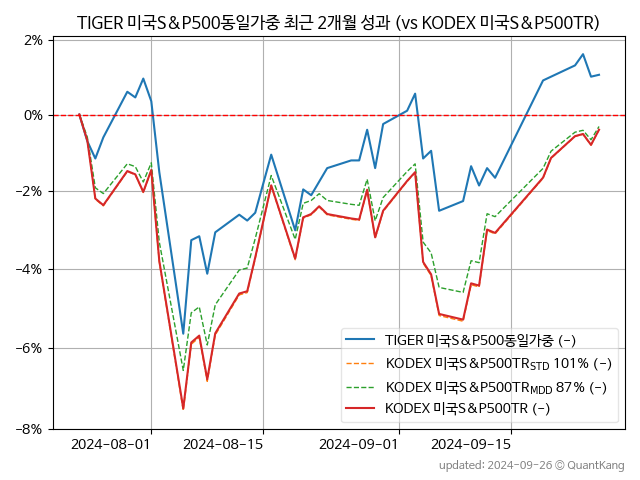 TIGER 미국S&P500동일가중 최근 2개월 성과 (vs KODEX 미국S&P500TR)
2%
0%
−2%
−4%
−6%
−8%
TIGER 미국S&P500동일가중 (-)
KODEX 미국S&P500TR_STD 101% (-)
KODEX 미국S&P500TR_MDD 87% (-)
KODEX 미국S&P500TR (-)
2024-08-01 2024-08-15 2024-09-01 2024-09-15
updated: 2024-09-26 © QuantKang